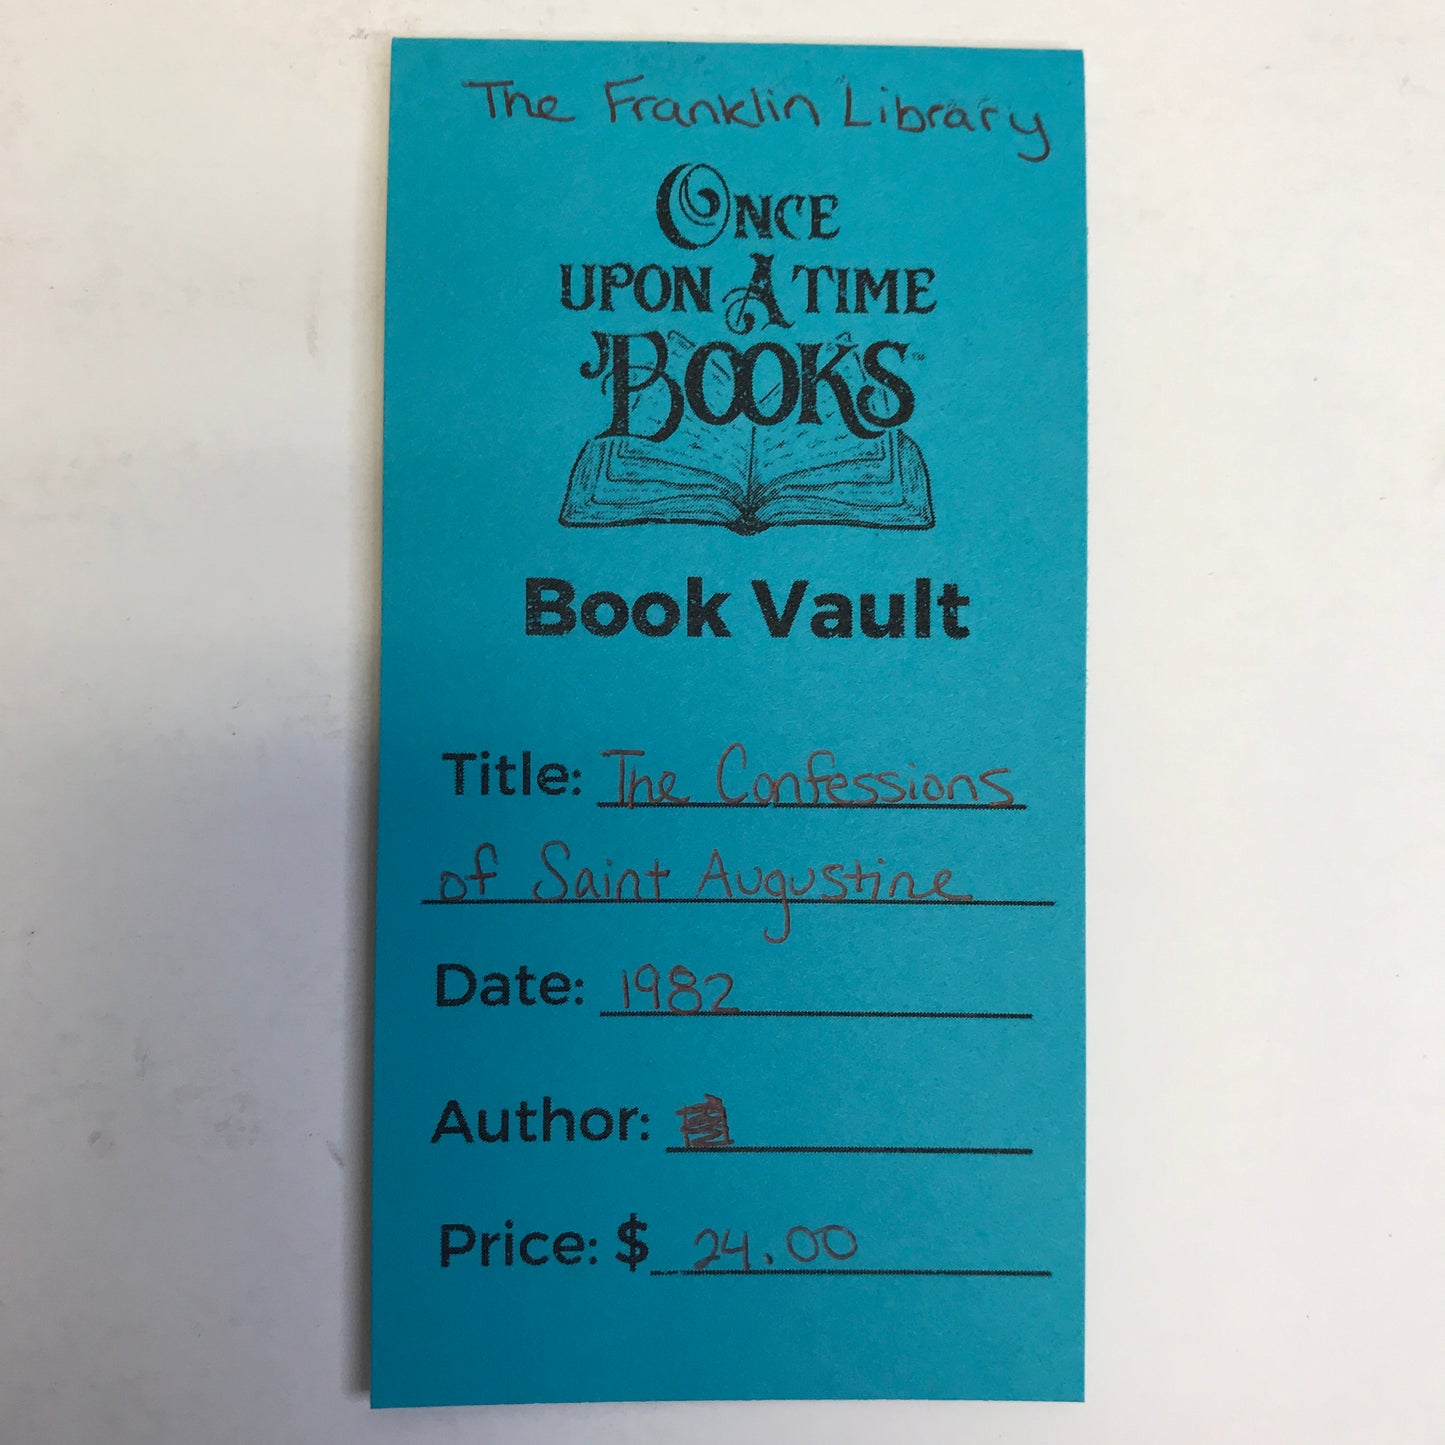 The Franklin Library
ONCE
UPON A TIME
BOOKS
Book Vault
Title: The Confessions
of Saint Augustine
Date: 1982
Author:
Price: $ 24.00